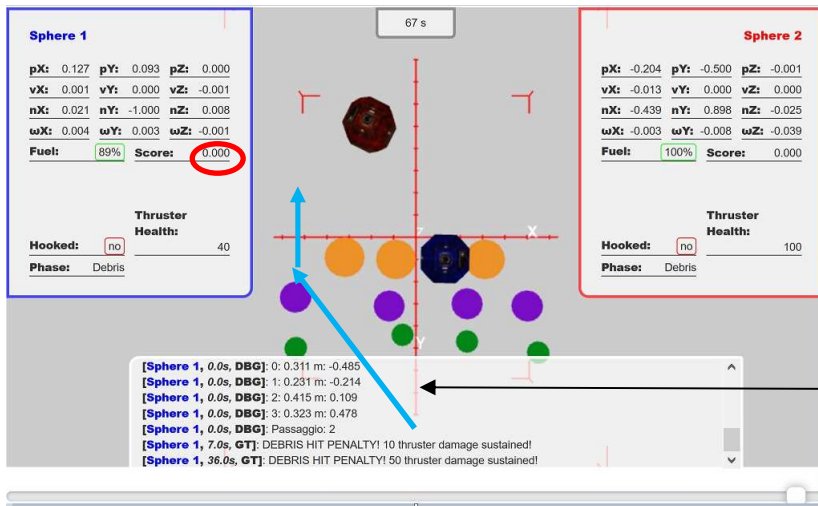 67 s
Sphere 1
pX: 0.127 pY: 0.093 pZ: 0.000
vX: 0.001 vY: 0.000 vZ: -0.001
nX: 0.021 nY: -1.000 nZ: 0.008
ωX: 0.004 ωY: 0.003 ωZ: -0.001
Fuel: 89% Score: 0.000
Thruster
Health:
Hooked: no 40
Phase: Debris
Sphere 2
pX: -0.204 pY: -0.500 pZ: -0.001
vX: -0.013 vY: 0.000 vZ: 0.000
nX: -0.439 nY: 0.898 nZ: -0.025
ωX: -0.003 ωY: -0.008 ωZ: -0.039
Fuel: 100% Score: 0.000
Thruster
Health:
Hooked: no 100
Phase: Debris
Z X
Y
[Sphere 1, 0.0s, DBG]: 0: 0.311 m: -0.485
[Sphere 1, 0.0s, DBG]: 1: 0.231 m: -0.214
[Sphere 1, 0.0s, DBG]: 2: 0.415 m: 0.109
[Sphere 1, 0.0s, DBG]: 3: 0.323 m: 0.478
[Sphere 1, 0.0s, DBG]: Passaggio: 2
[Sphere 1, 7.0s, GT]: DEBRIS HIT PENALTY! 10 thruster damage sustained!
[Sphere 1, 36.0s, GT]: DEBRIS HIT PENALTY! 50 thruster damage sustained!